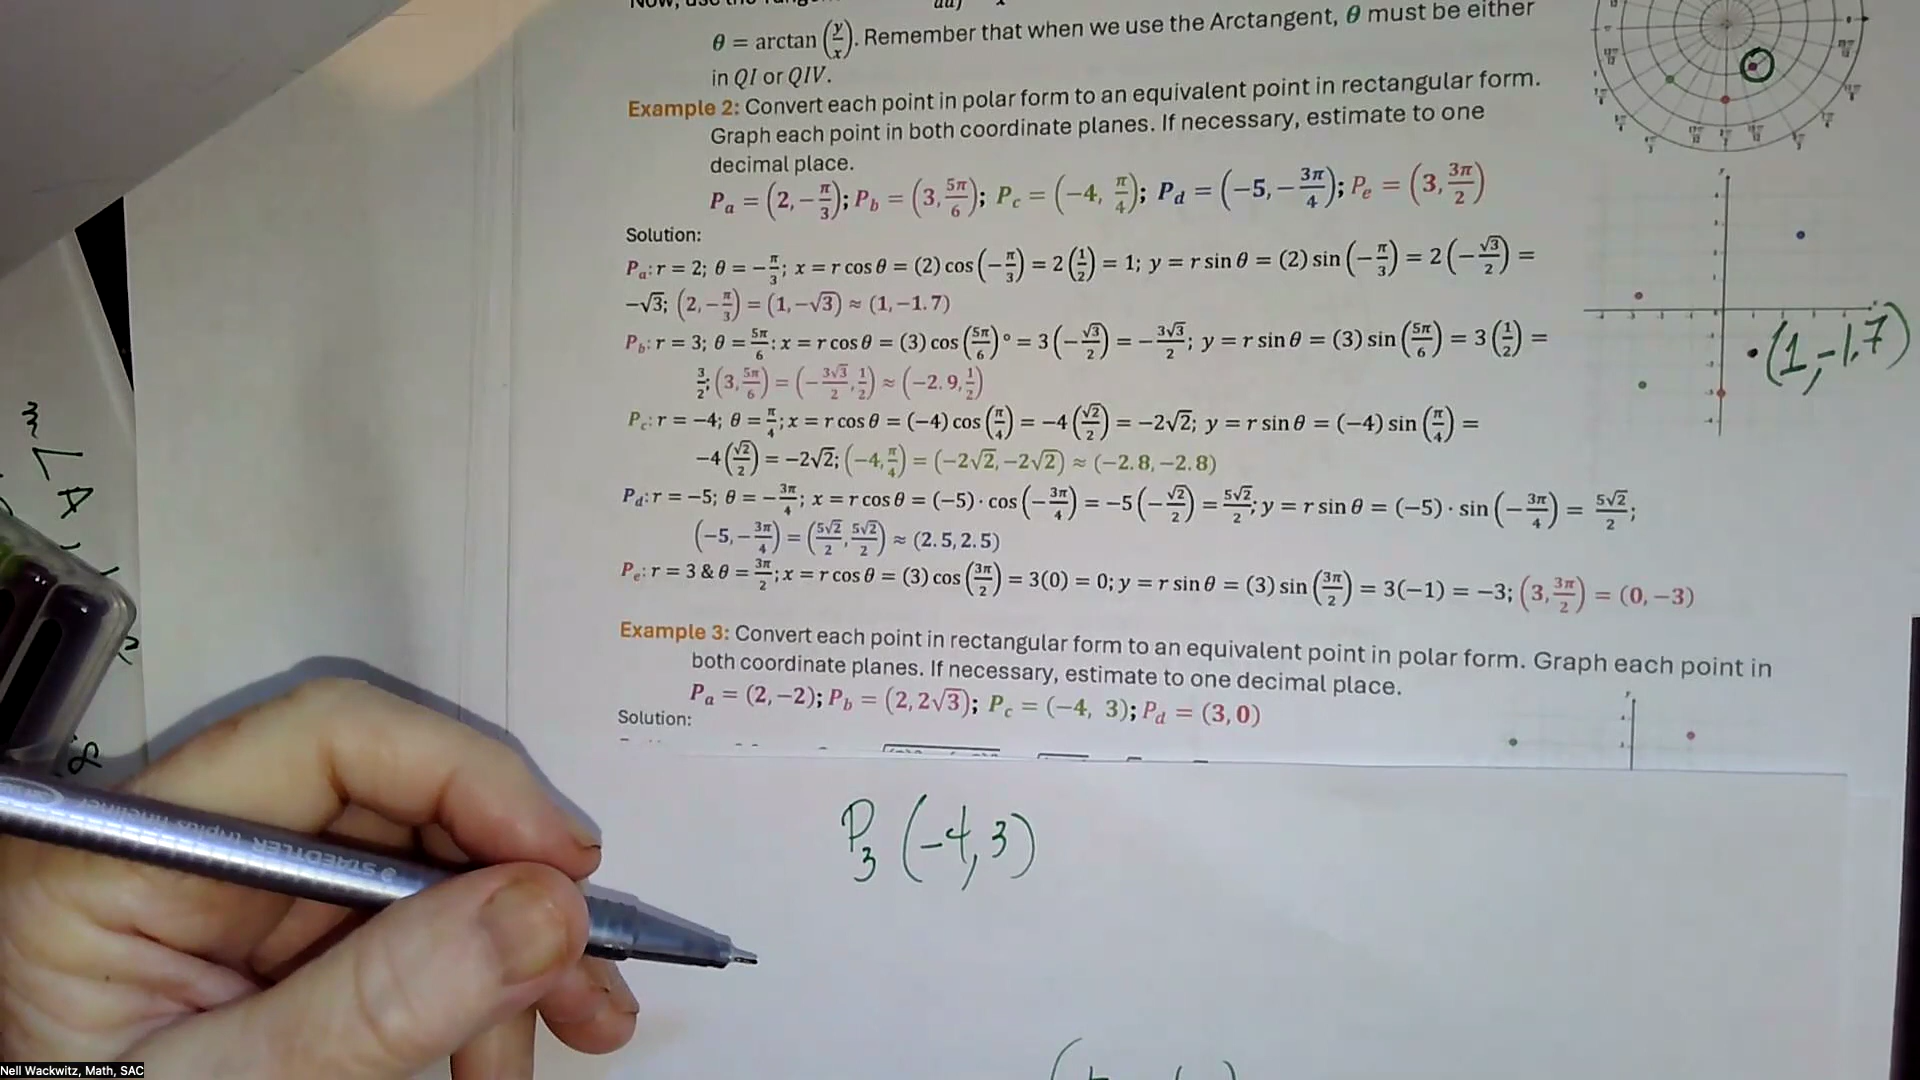 θ = arctan (y/x). Remember that when we use the Arctangent, θ must be either
in QI or QIV.
Example 2: Convert each point in polar form to an equivalent point in rectangular form.
Graph each point in both coordinate planes. If necessary, estimate to one
decimal place.
Pₐ = (2, −π/3); P_b = (3, 5π/6); P_c = (−4, π/4); P_d = (−5, −3π/4); P_e = (3, 3π/2)
Solution:
Pₐ: r = 2; θ = −π/3; x = r cos θ = (2) cos (−π/3) = 2 (1/2) = 1; y = r sin θ = (2) sin (−π/3) = 2 (−√3/2) =
−√3; (2, −π/3) = (1, −√3) ≈ (1, −1.7)
P_b: r = 3; θ = 5π/6; x = r cos θ = (3) cos (5π/6)° = 3 (−√3/2) = −3√3/2; y = r sin θ = (3) sin (5π/6) = 3 (1/2) =
3/2; (3, 5π/6) = (−3√3/2, 1/2) ≈ (−2.9, 1/2)
P_c: r = −4; θ = π/4; x = r cos θ = (−4) cos (π/4) = −4 (√2/2) = −2√2; y = r sin θ = (−4) sin (π/4) =
−4 (√2/2) = −2√2; (−4, π/4) = (−2√2, −2√2) ≈ (−2.8, −2.8)
P_d: r = −5; θ = −3π/4; x = r cos θ = (−5) · cos (−3π/4) = −5 (−√2/2) = 5√2/2; y = r sin θ = (−5) · sin (−3π/4) = 5√2/2;
(−5, −3π/4) = (5√2/2, 5√2/2) ≈ (2.5, 2.5)
P_e: r = 3 & θ = 3π/2; x = r cos θ = (3) cos (3π/2) = 3(0) = 0; y = r sin θ = (3) sin (3π/2) = 3(−1) = −3; (3, 3π/2) = (0, −3)
(1, −1.7)
Example 3: Convert each point in rectangular form to an equivalent point in polar form. Graph each point in
both coordinate planes. If necessary, estimate to one decimal place.
Pₐ = (2, −2); P_b = (2, 2√3); P_c = (−4, 3); P_d = (3, 0)
Solution:
P₃ (−4, 3)
STAEDTLER triplus fineliner
Nell Wackwitz, Math, SAC